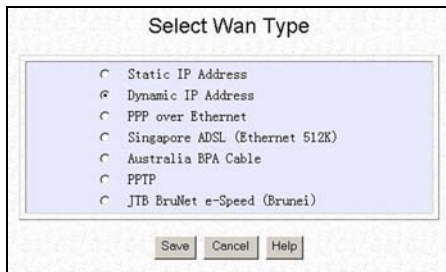 Select Wan Type
Static IP Address
Dynamic IP Address
PPP over Ethernet
Singapore ADSL (Ethernet 512K)
Australia BPA Cable
PPTP
JTB BruNet e-Speed (Brunei)
Save Cancel Help